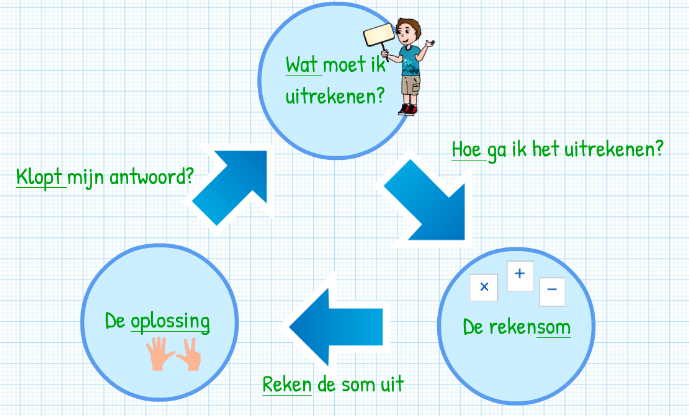 Wat moet ik
uitrekenen?
Hoe ga ik het uitrekenen?
Klopt mijn antwoord?
× + −
De rekensom
De oplossing
Reken de som uit